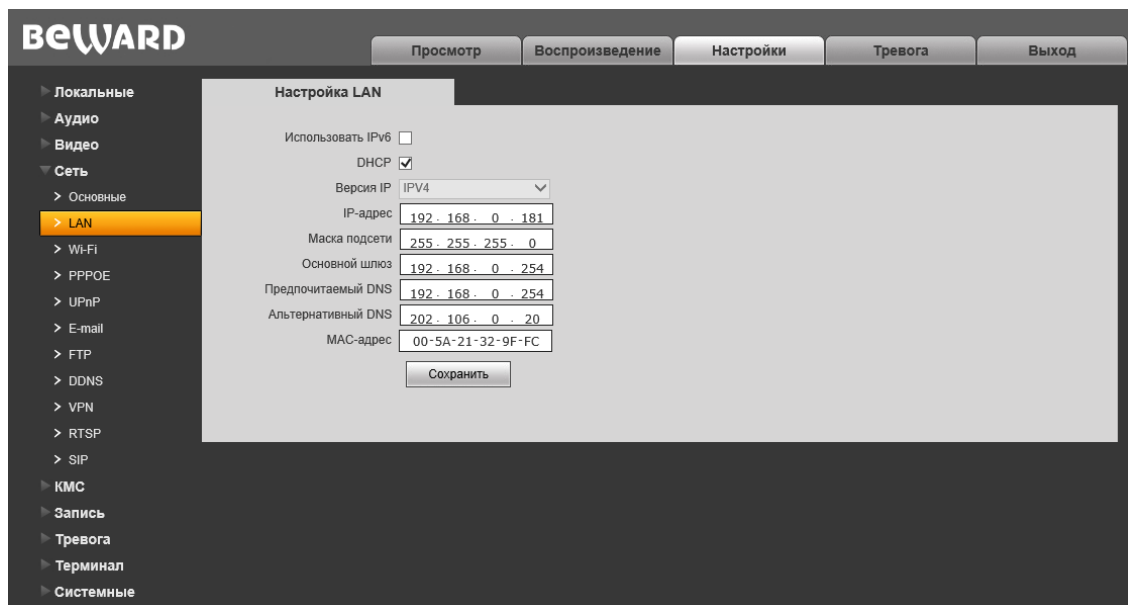 BEWARD
Просмотр
Воспроизведение
Настройки
Тревога
Выход
Локальные
Аудио
Видео
Сеть
Основные
LAN
Wi-Fi
PPPOE
UPnP
E-mail
FTP
DDNS
VPN
RTSP
SIP
КМС
Запись
Тревога
Терминал
Системные
Настройка LAN
Использовать IPv6
DHCP
Версия IP IPV4
IP-адрес 192 . 168 . 0 . 181
Маска подсети 255 . 255 . 255 . 0
Основной шлюз 192 . 168 . 0 . 254
Предпочитаемый DNS 192 . 168 . 0 . 254
Альтернативный DNS 202 . 106 . 0 . 20
MAC-адрес 00-5A-21-32-9F-FC
Сохранить